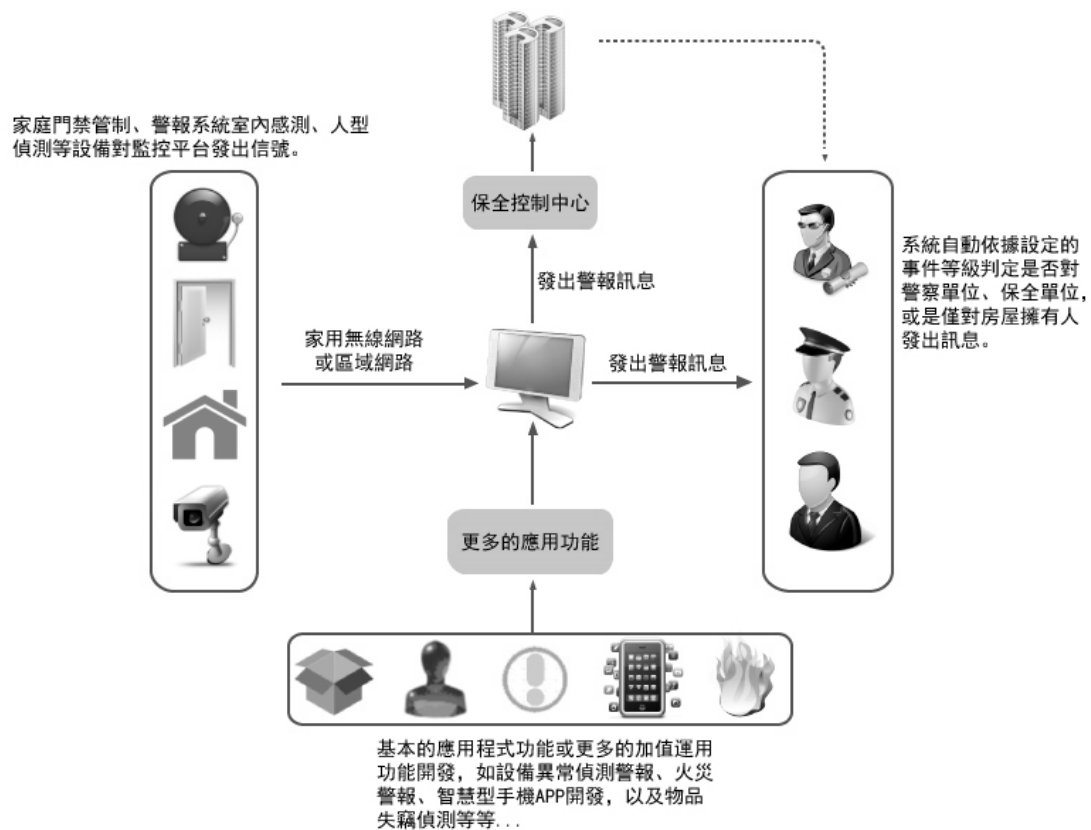 家庭門禁管制、警報系統室內感測、人型
偵測等設備對監控平台發出信號。
保全控制中心
系統自動依據設定的
事件等級判定是否對
警察單位、保全單位,
或是僅對房屋擁有人
發出訊息。
發出警報訊息
家用無線網路
或區域網路
發出警報訊息
更多的應用功能
基本的應用程式功能或更多的加值運用
功能開發, 如設備異常偵測警報、火災
警報、智慧型手機APP開發, 以及物品
失竊偵測等等...